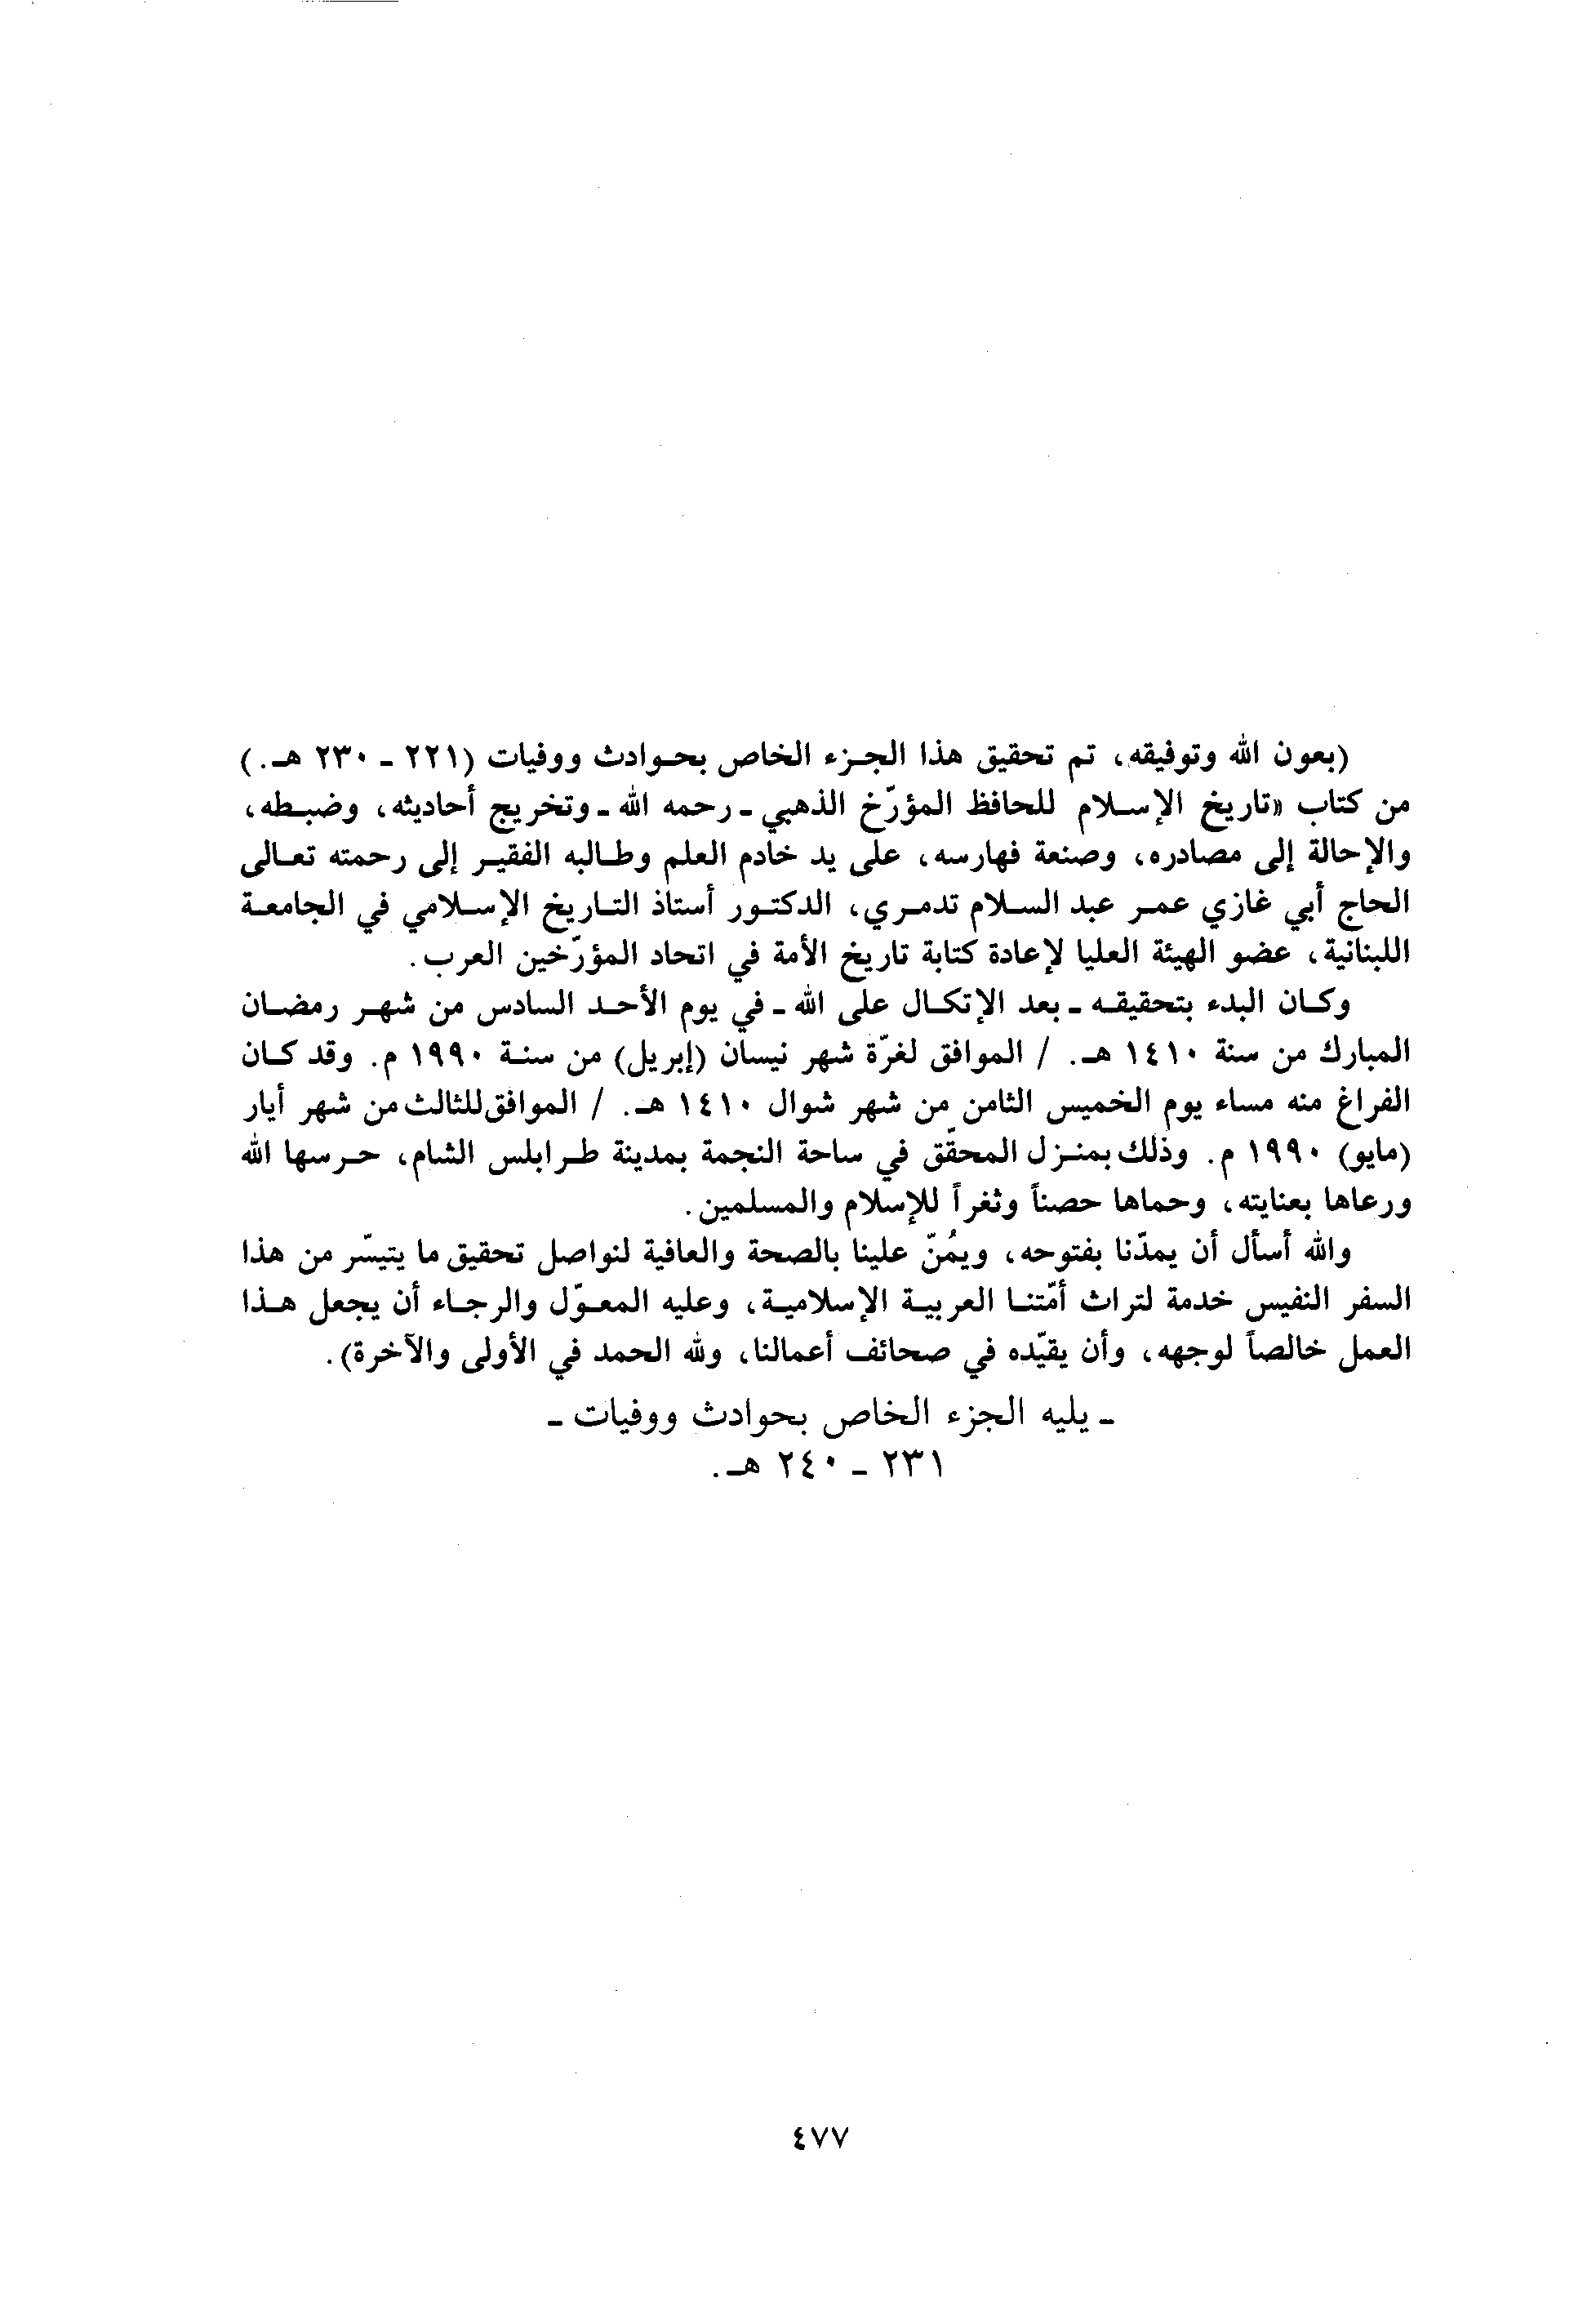 (بعون الله وتوفيقه، تم تحقيق هذا الجزء الخاص بحوادث ووفيات (٢٢١ - ٢٣٠ هـ.)
من كتاب «تاريخ الإسلام للحافظ المؤرّخ الذهبي - رحمه الله - وتخريج أحاديثه، وضبطه،
والإحالة إلى مصادره، وصنعة فهارسه، على يد خادم العلم وطالبه الفقير إلى رحمته تعالى
الحاج أبي غازي عمر عبد السلام تدمري، الدكتور أستاذ التاريخ الإسلامي في الجامعة
اللبنانية، عضو الهيئة العليا لإعادة كتابة تاريخ الأمة في اتحاد المؤرّخين العرب.
وكان البدء بتحقيقه - بعد الإتكال على الله - في يوم الأحد السادس من شهر رمضان
المبارك من سنة ١٤١٠ هـ. / الموافق لغرّة شهر نيسان (إبريل) من سنة ١٩٩٠ م. وقد كان
الفراغ منه مساء يوم الخميس الثامن من شهر شوال ١٤١٠ هـ. / الموافق للثالث من شهر أيار
(مايو) ١٩٩٠ م. وذلك بمنزل المحقّق في ساحة النجمة بمدينة طرابلس الشام، حرسها الله
ورعاها بعنايته، وحماها حصناً وثغراً للإسلام والمسلمين.
والله أسأل أن يمدّنا بفتوحه، ويمُنّ علينا بالصحة والعافية لنواصل تحقيق ما يتيسّر من هذا
السفر النفيس خدمة لتراث أمّتنا العربية الإسلامية، وعليه المعوّل والرجاء أن يجعل هذا
العمل خالصاً لوجهه، وأن يقيّده في صحائف أعمالنا، ولله الحمد في الأولى والآخرة).
- يليه الجزء الخاص بحوادث ووفيات -
٢٣١ - ٢٤٠ هـ.
٤٧٧